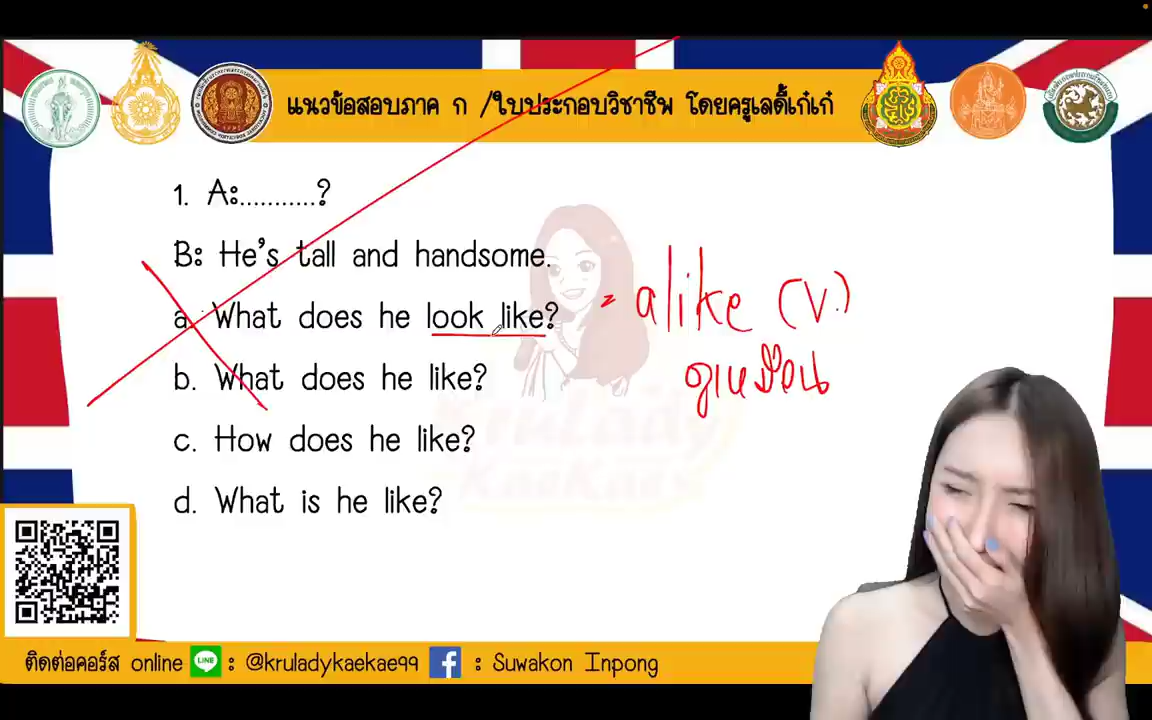 แนวข้อสอบภาค ก /ใบประกอบวิชาชีพ โดยครูเลดี้เก๋เก๋
1. A:...........?
B: He's tall and handsome.
a. What does he look like? = alike (v.)
ดูเหมือน
b. What does he like?
c. How does he like?
d. What is he like?
KruLady
KaeKaes
ติดต่อคอร์ส online LINE : @kruladykaekae99 f : Suwakon Inpong